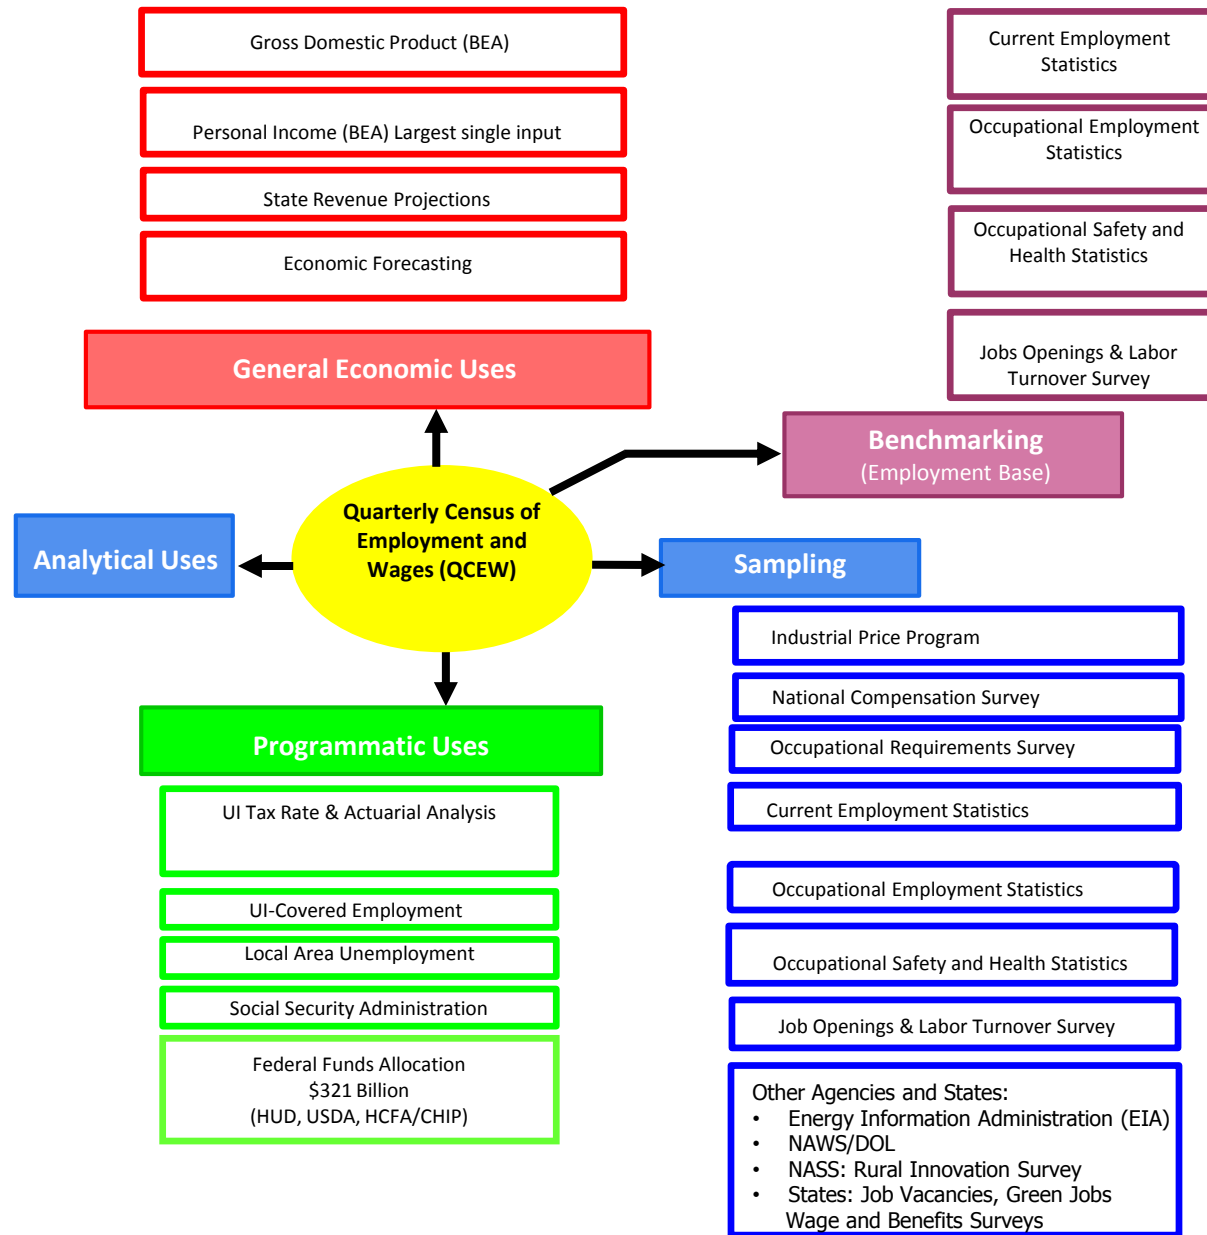 Gross Domestic Product (BEA)
Personal Income (BEA) Largest single input
State Revenue Projections
Economic Forecasting
General Economic Uses
Current Employment
Statistics
Occupational Employment
Statistics
Occupational Safety and
Health Statistics
Jobs Openings & Labor
Turnover Survey
Benchmarking
(Employment Base)
Quarterly Census of
Employment and
Wages (QCEW)
Analytical Uses
Sampling
Industrial Price Program
National Compensation Survey
Occupational Requirements Survey
Current Employment Statistics
Occupational Employment Statistics
Occupational Safety and Health Statistics
Job Openings & Labor Turnover Survey
Other Agencies and States:
• Energy Information Administration (EIA)
• NAWS/DOL
• NASS: Rural Innovation Survey
• States: Job Vacancies, Green Jobs
Wage and Benefits Surveys
Programmatic Uses
UI Tax Rate & Actuarial Analysis
UI-Covered Employment
Local Area Unemployment
Social Security Administration
Federal Funds Allocation
$321 Billion
(HUD, USDA, HCFA/CHIP)